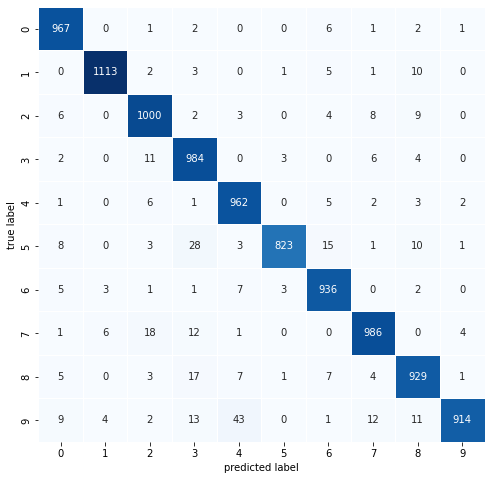 0 967 0 1 2 0 0 6 1 2 1
1 0 1113 2 3 0 1 5 1 10 0
2 6 0 1000 2 3 0 4 8 9 0
3 2 0 11 984 0 3 0 6 4 0
4 1 0 6 1 962 0 5 2 3 2
true label
5 8 0 3 28 3 823 15 1 10 1
6 5 3 1 1 7 3 936 0 2 0
7 1 6 18 12 1 0 0 986 0 4
8 5 0 3 17 7 1 7 4 929 1
9 9 4 2 13 43 0 1 12 11 914
0 1 2 3 4 5 6 7 8 9
predicted label